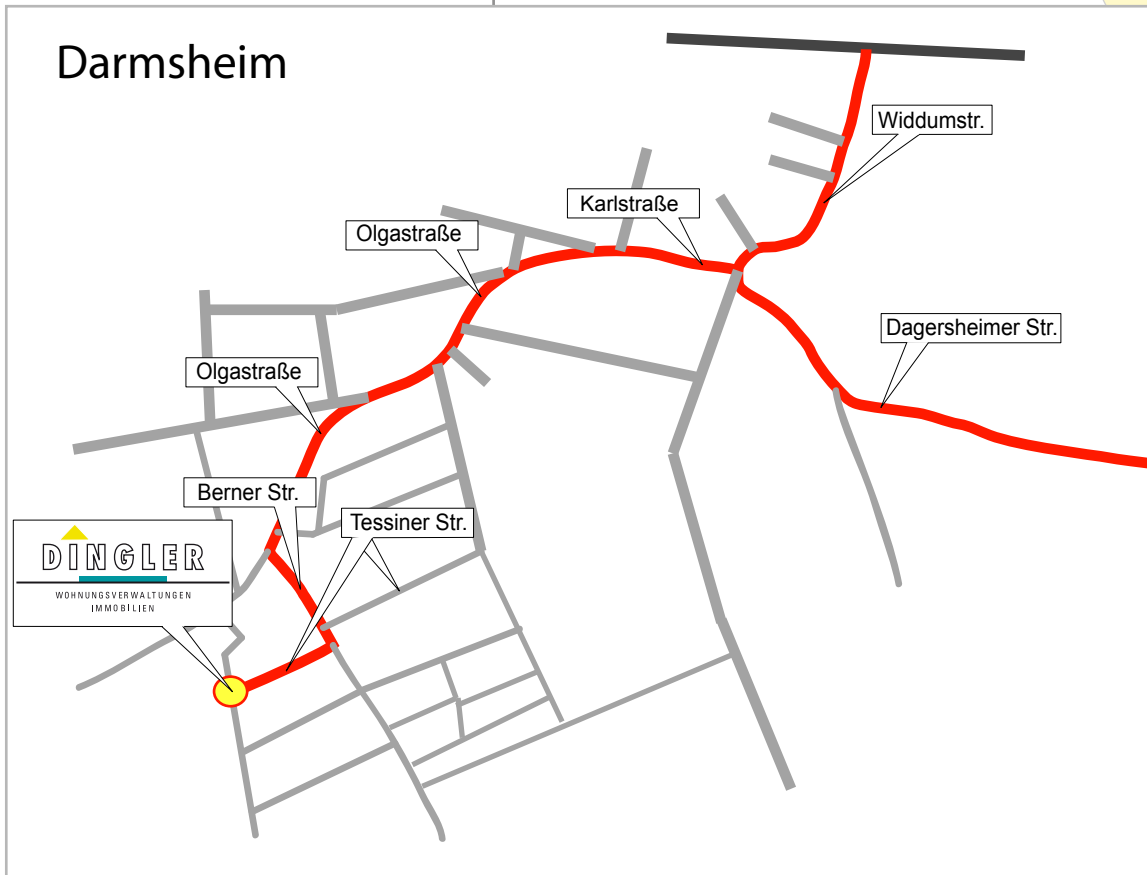 Darmsheim
Widdumstr.
Karlstraße
Olgastraße
Dagersheimer Str.
Olgastraße
Berner Str.
Tessiner Str.
DINGLER
WOHNUNGSVERWALTUNGEN
IMMOBILIEN